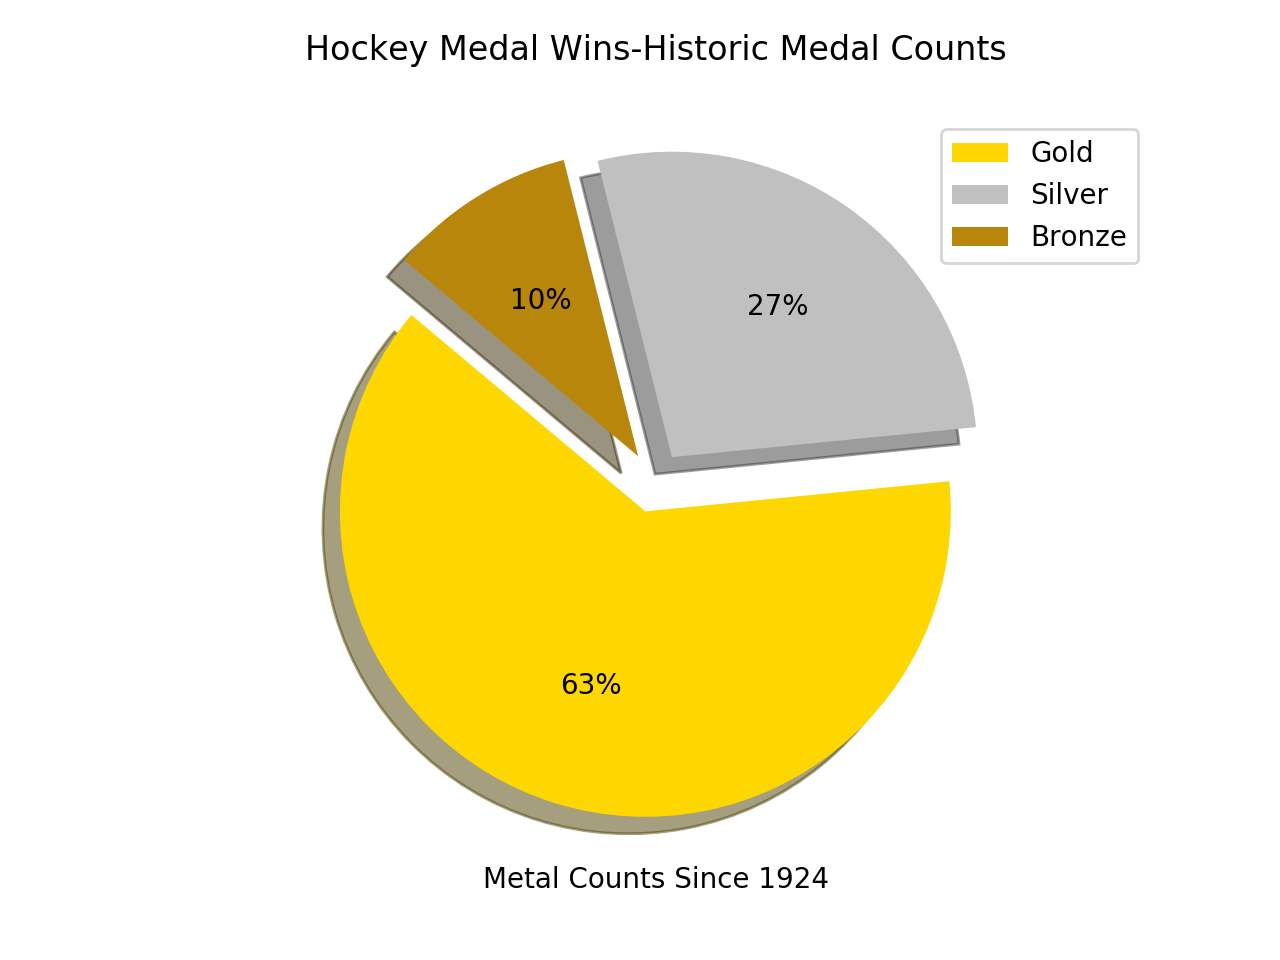 Hockey Medal Wins-Historic Medal Counts
Gold
Silver
Bronze
10%
27%
63%
Metal Counts Since 1924